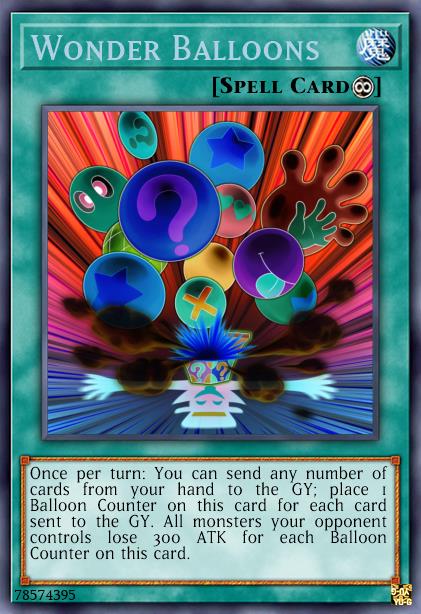 Wonder Balloons
魔
[Spell Card]
Once per turn: You can send any number of
cards from your hand to the GY; place 1
Balloon Counter on this card for each card
sent to the GY. All monsters your opponent
controls lose 300 ATK for each Balloon
Counter on this card.
78574395